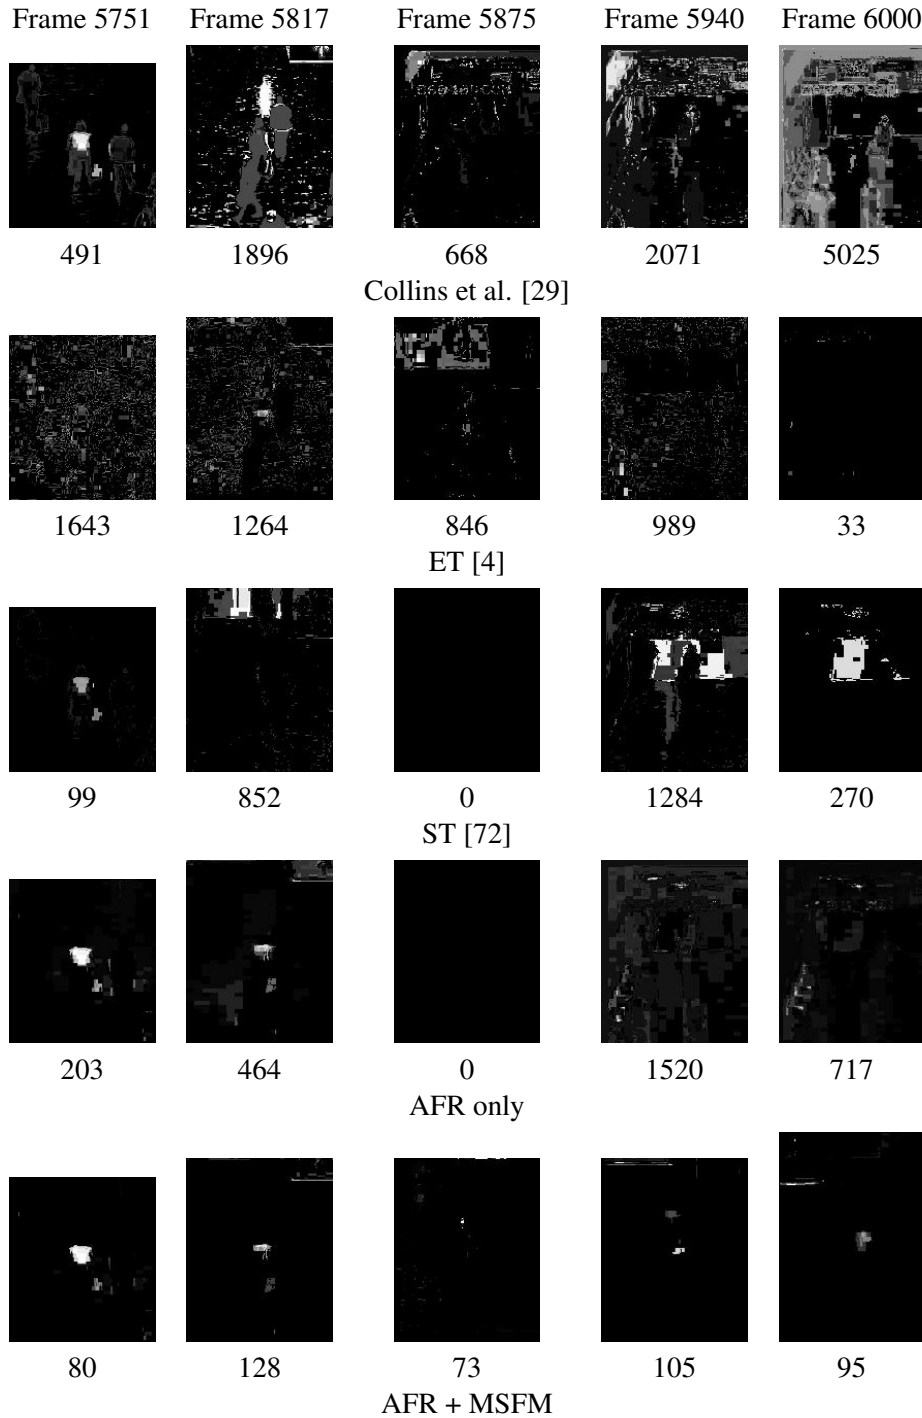 Frame 5751 Frame 5817 Frame 5875 Frame 5940 Frame 6000
491 1896 668 2071 5025
Collins et al. [29]
1643 1264 846 989 33
ET [4]
99 852 0 1284 270
ST [72]
203 464 0 1520 717
AFR only
80 128 73 105 95
AFR + MSFM